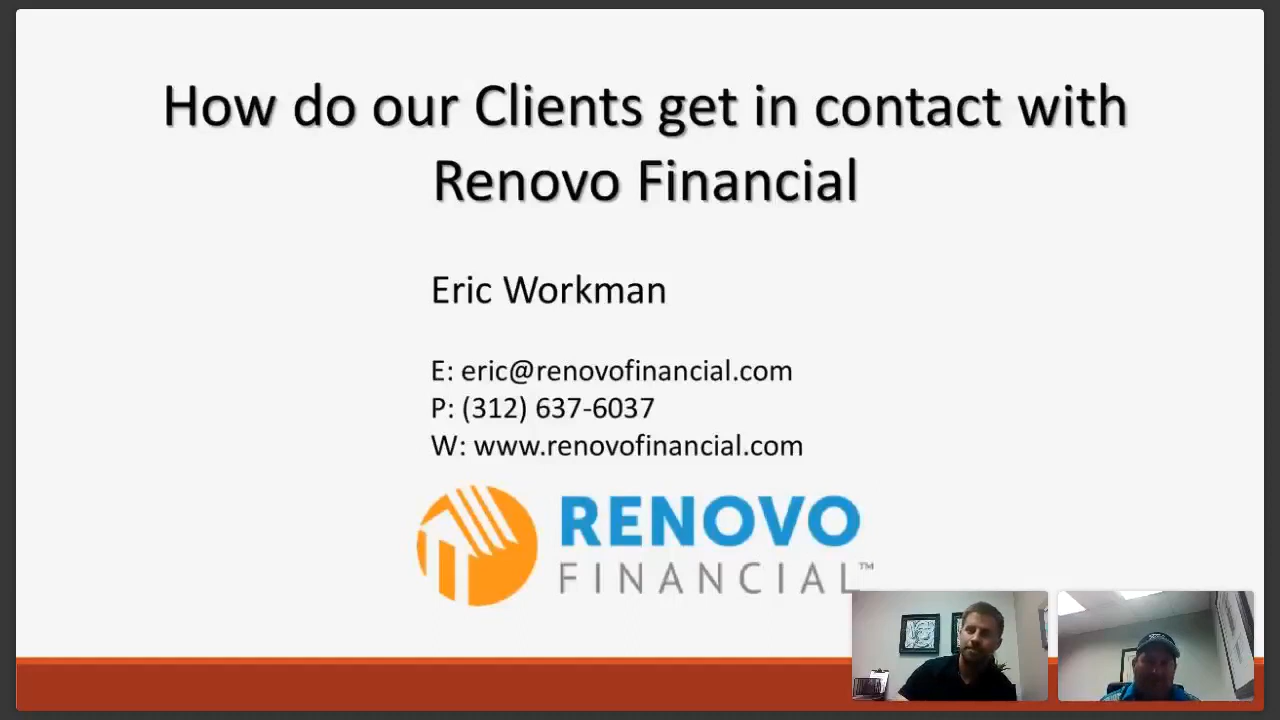 How do our Clients get in contact with
Renovo Financial
Eric Workman
E: eric@renovofinancial.com
P: (312) 637-6037
W: www.renovofinancial.com
RENOVO
FINANCIAL™